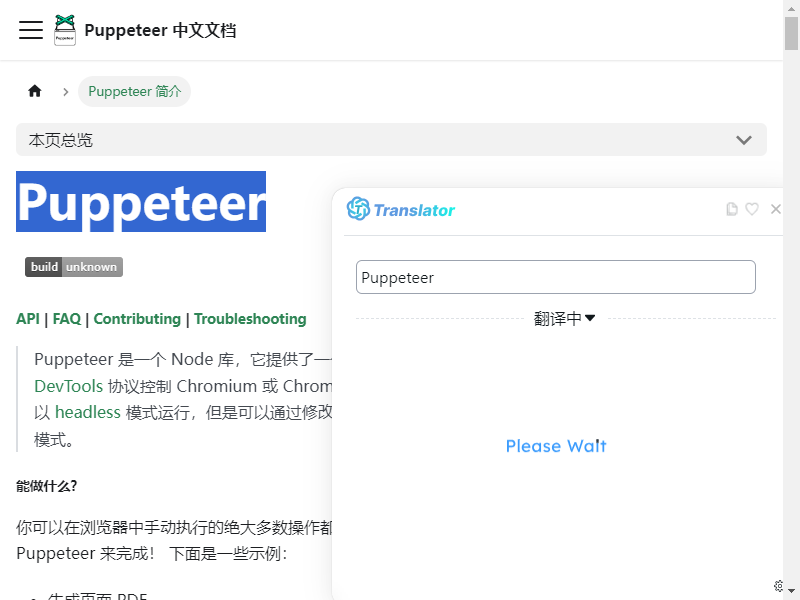 Puppeteer 中文文档
Puppeteer 简介
本页总览
Puppeteer
build unknown
API | FAQ | Contributing | Troubleshooting
Puppeteer 是一个 Node 库，它提供了一
DevTools 协议控制 Chromium 或 Chrom
以 headless 模式运行，但是可以通过修改
模式。
能做什么?
你可以在浏览器中手动执行的绝大多数操作都
Puppeteer 来完成！ 下面是一些示例：
生成页面 PDF
Translator
Puppeteer
翻译中
Please Wait